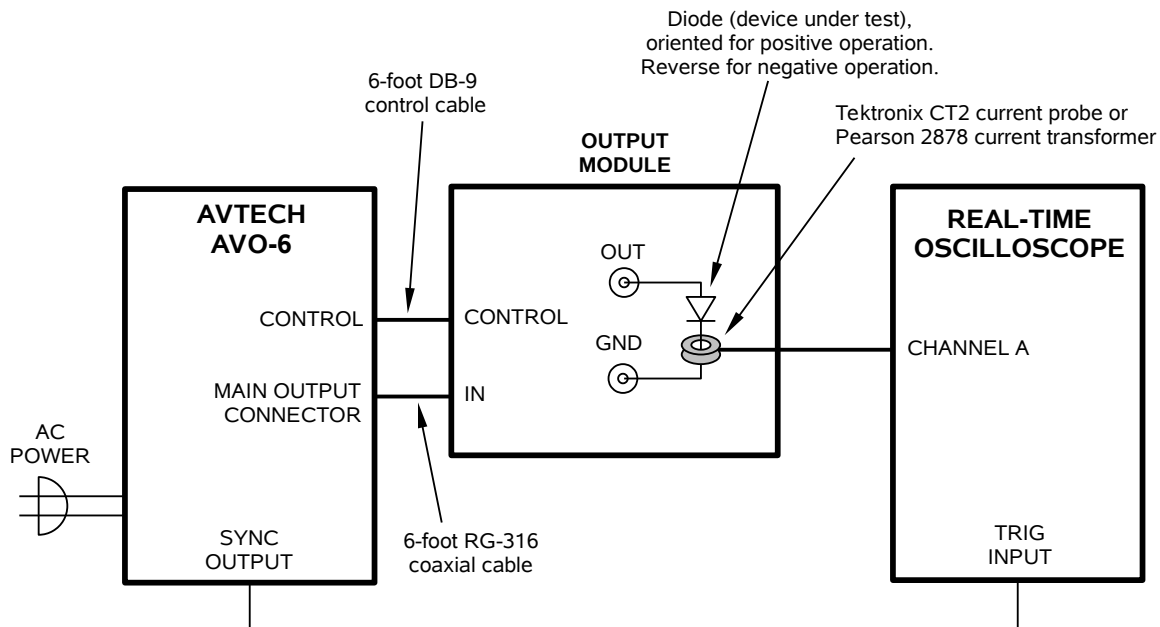 Diode (device under test),
oriented for positive operation.
Reverse for negative operation.
6-foot DB-9
control cable
Tektronix CT2 current probe or
Pearson 2878 current transformer
OUTPUT
MODULE
AVTECH
AVO-6
REAL-TIME
OSCILLOSCOPE
OUT
CONTROL
CONTROL
GND
CHANNEL A
MAIN OUTPUT
CONNECTOR
IN
AC
POWER
SYNC
OUTPUT
6-foot RG-316
coaxial cable
TRIG
INPUT